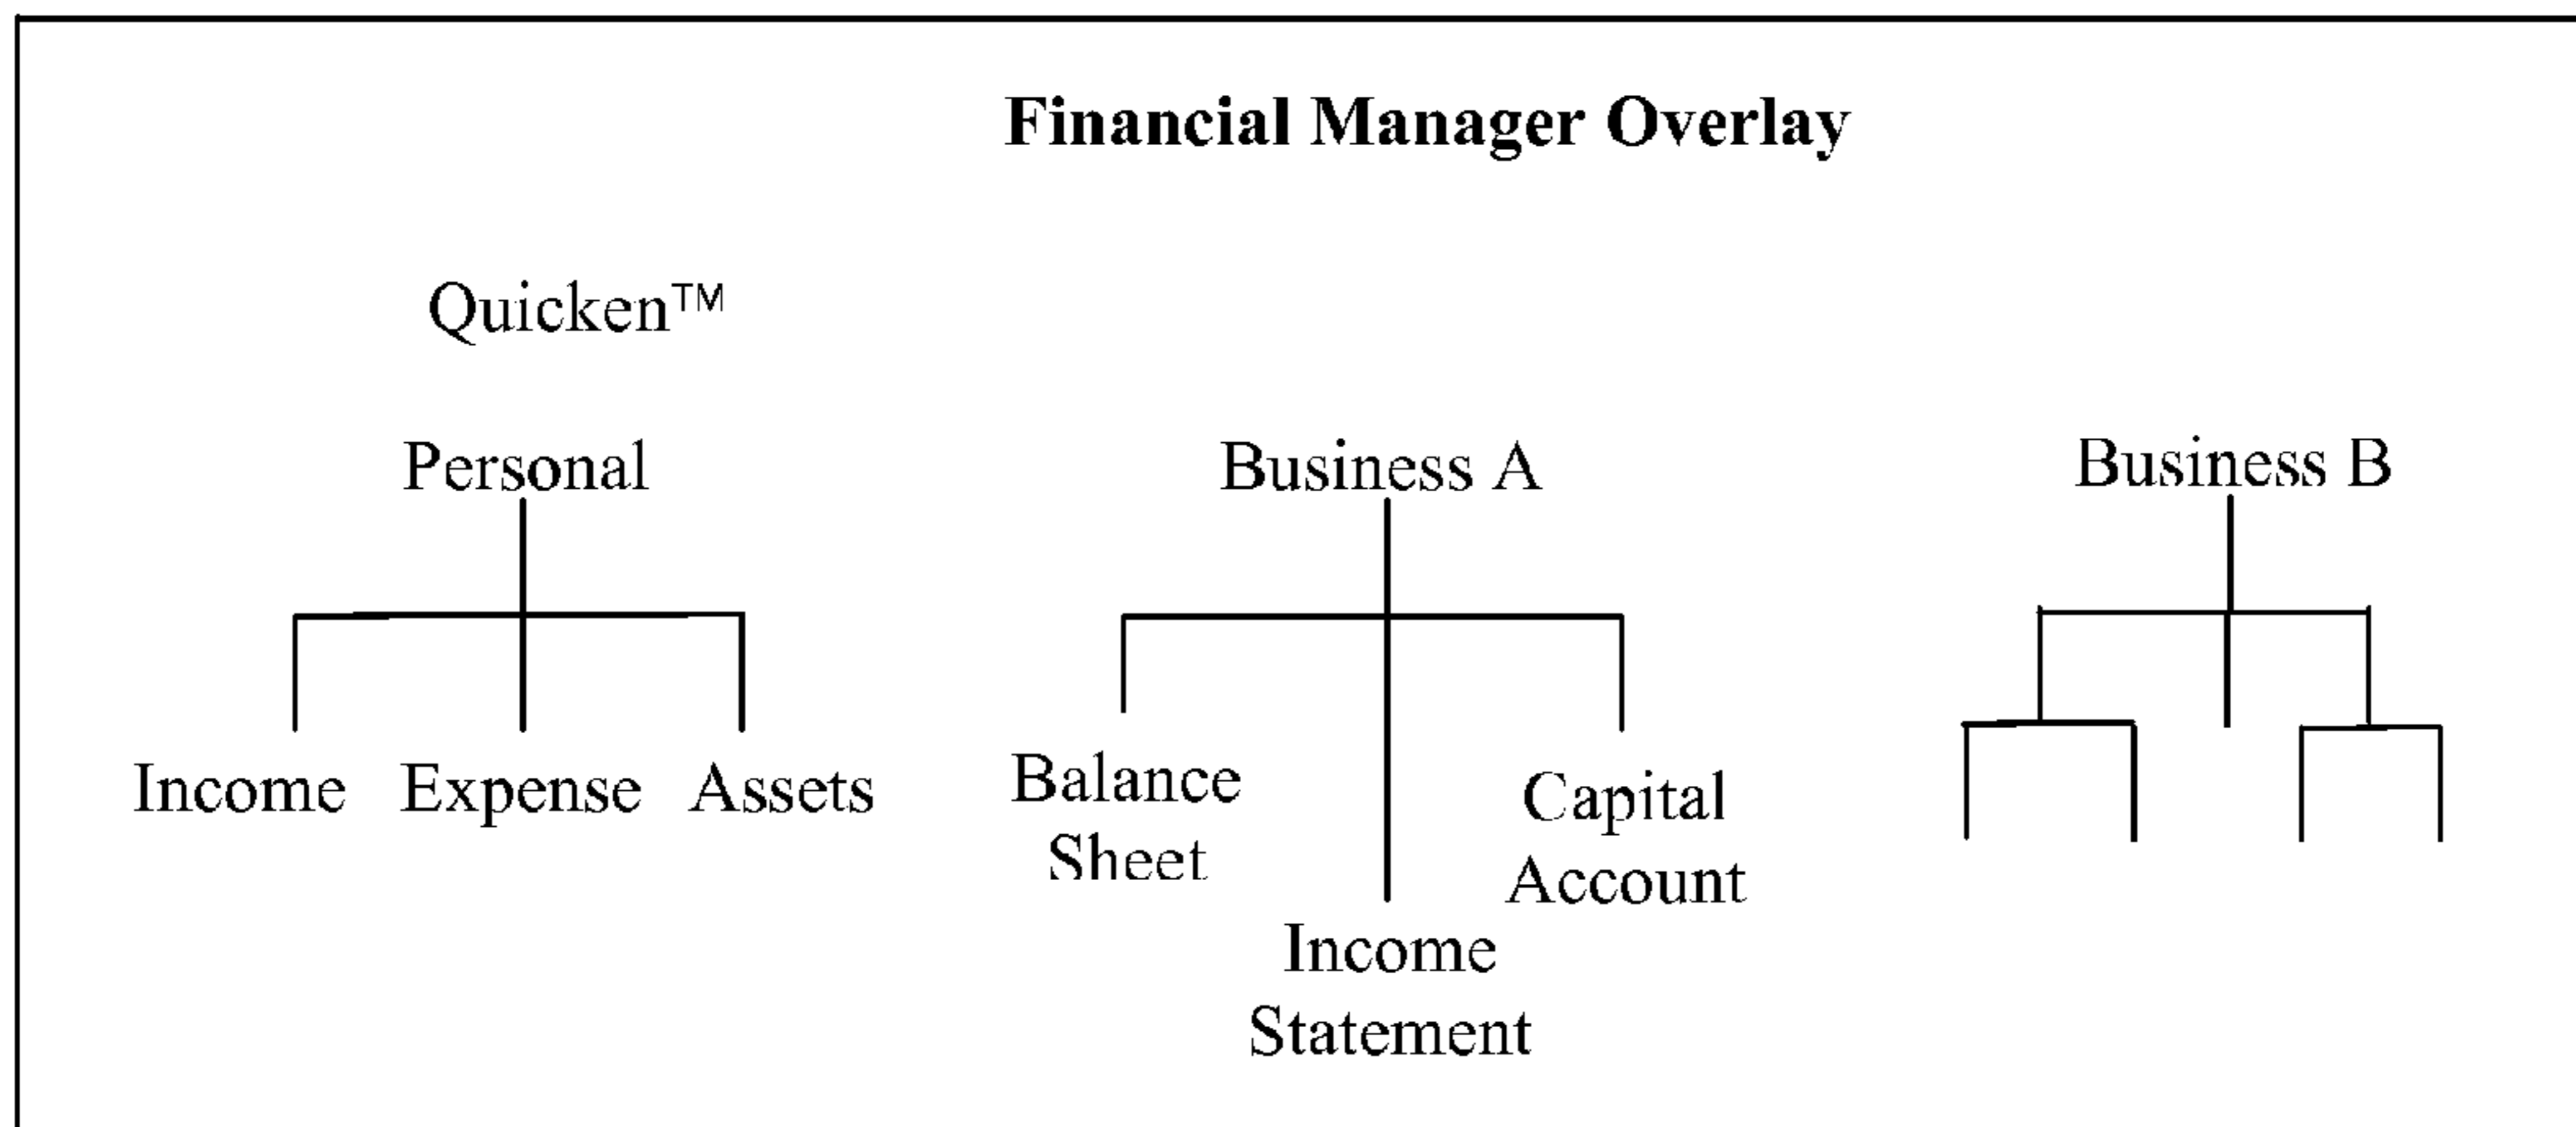 Financial Manager Overlay
Quicken™
Personal
Business A
Business B
Income
Expense
Assets
Balance
Sheet
Income
Statement
Capital
Account